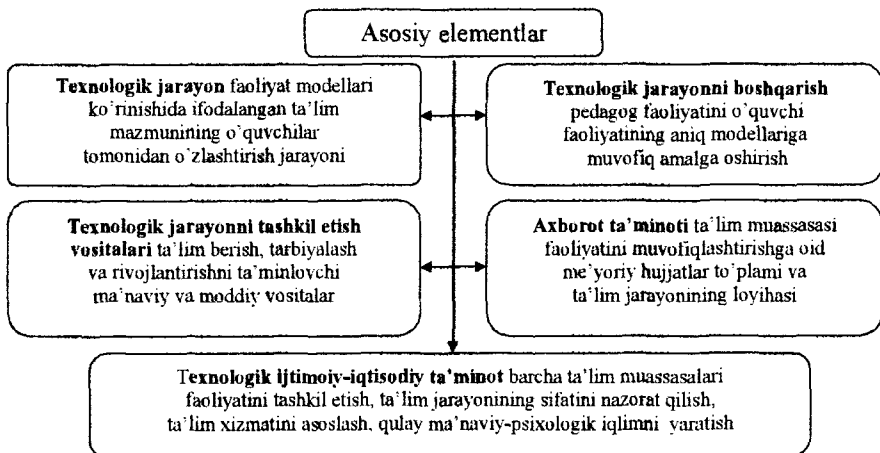 Asosiy elementlar
Texnologik jarayon faoliyat modellari
ko`rinishida ifodalangan ta’lim
mazmunining o`quvchilar
tomonidan o`zlashtirish jarayoni
Texnologik jarayonni boshqarish
pedagog faoliyatini o`quvchi
faoliyatining aniq modellariga
muvofiq amalga oshirish
Texnologik jarayonni tashkil etish
vositalari ta’lim berish, tarbiyalash
va rivojlantirishni ta’minlovchi
ma’naviy va moddiy vositalar
Axborot ta’minoti ta’lim muassasasi
faoliyatini muvofiqlashtirishga oid
me’yoriy hujjatlar to`plami va
ta’lim jarayonining loyihasi
Texnologik ijtimoiy-iqtisodiy ta’minot barcha ta’lim muassasalari
faoliyatini tashkil etish, ta’lim jarayonining sifatini nazorat qilish,
ta’lim xizmatini asoslash, qulay ma’naviy-psixologik iqlimni yaratish